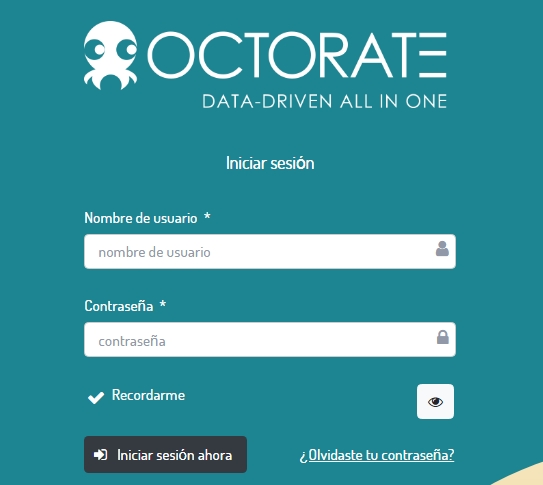 OCTORATE
DATA-DRIVEN ALL IN ONE
Iniciar sesión
Nombre de usuario *
nombre de usuario
Contraseña *
contraseña
Recordarme
Iniciar sesión ahora
¿Olvidaste tu contraseña?